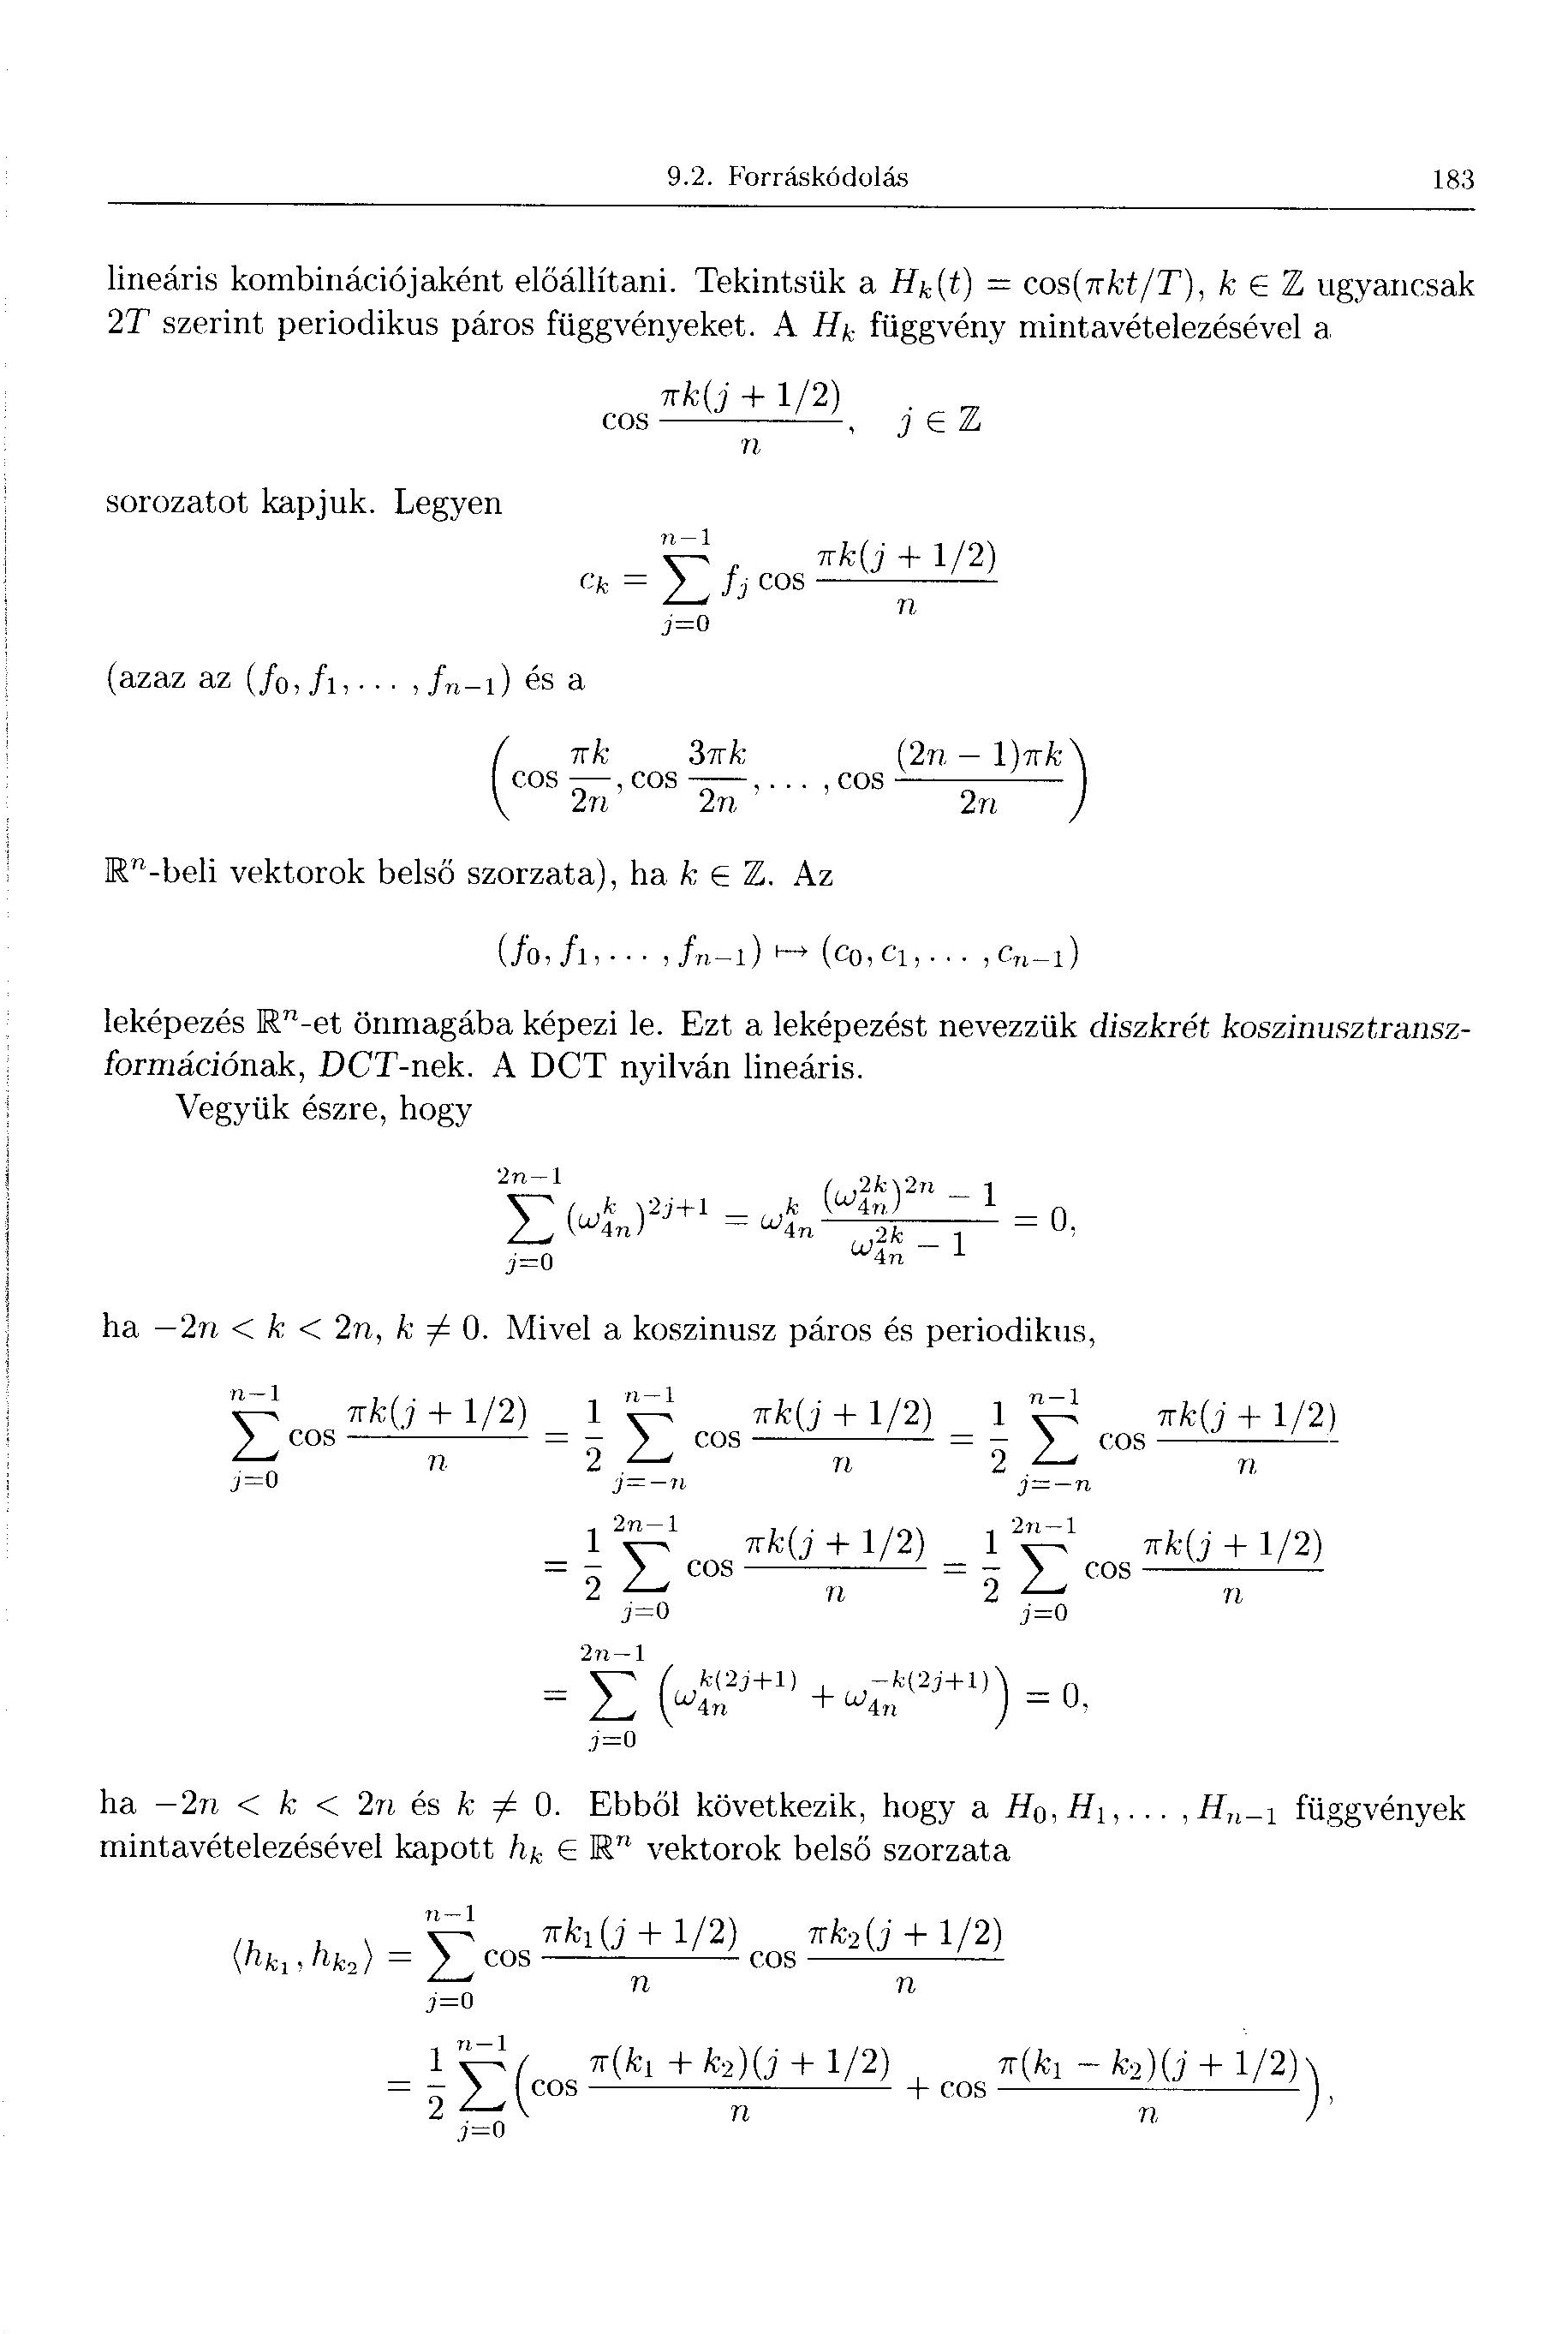 9.2. Forráskódolás 183
lineáris kombinációjaként előállítani. Tekintsük a $H_k(t) = \cos(\pi kt/T)$, $k \in \mathbb{Z}$ ugyancsak
$2T$ szerint periodikus páros függvényeket. A $H_k$ függvény mintavételezésével a
$$\cos \frac{\pi k(j + 1/2)}{n}, \quad j \in \mathbb{Z}$$
sorozatot kapjuk. Legyen
$$c_k = \sum_{j=0}^{n-1} f_j \cos \frac{\pi k(j + 1/2)}{n}$$
(azaz az $(f_0, f_1, \ldots, f_{n-1})$ és a
$$\left( \cos \frac{\pi k}{2n}, \cos \frac{3\pi k}{2n}, \ldots, \cos \frac{(2n - 1)\pi k}{2n} \right)$$
$\mathbb{R}^n$-beli vektorok belső szorzata), ha $k \in \mathbb{Z}$. Az
$$(f_0, f_1, \ldots, f_{n-1}) \mapsto (c_0, c_1, \ldots, c_{n-1})$$
leképezés $\mathbb{R}^n$-et önmagába képezi le. Ezt a leképezést nevezzük diszkrét koszinusztransz-
formációnak, DCT-nek. A DCT nyilván lineáris.
Vegyük észre, hogy
$$\sum_{j=0}^{2n-1} (\omega_{4n}^k)^{2j+1} = \omega_{4n}^k \frac{(\omega_{4n}^{2k})^{2n} - 1}{\omega_{4n}^{2k} - 1} = 0,$$
ha $-2n < k < 2n$, $k \neq 0$. Mivel a koszinusz páros és periodikus,
$$\sum_{j=0}^{n-1} \cos \frac{\pi k(j + 1/2)}{n} = \frac{1}{2} \sum_{j=-n}^{n-1} \cos \frac{\pi k(j + 1/2)}{n} = \frac{1}{2} \sum_{j=-n}^{n-1} \cos \frac{\pi k(j + 1/2)}{n}$$
$$= \frac{1}{2} \sum_{j=0}^{2n-1} \cos \frac{\pi k(j + 1/2)}{n} = \frac{1}{2} \sum_{j=0}^{2n-1} \cos \frac{\pi k(j + 1/2)}{n}$$
$$= \sum_{j=0}^{2n-1} \left( \omega_{4n}^{k(2j+1)} + \omega_{4n}^{-k(2j+1)} \right) = 0,$$
ha $-2n < k < 2n$ és $k \neq 0$. Ebből következik, hogy a $H_0, H_1, \ldots, H_{n-1}$ függvények
mintavételezésével kapott $h_k \in \mathbb{R}^n$ vektorok belső szorzata
$$\langle h_{k_1}, h_{k_2} \rangle = \sum_{j=0}^{n-1} \cos \frac{\pi k_1(j + 1/2)}{n} \cos \frac{\pi k_2(j + 1/2)}{n}$$
$$= \frac{1}{2} \sum_{j=0}^{n-1} \left( \cos \frac{\pi(k_1 + k_2)(j + 1/2)}{n} + \cos \frac{\pi(k_1 - k_2)(j + 1/2)}{n} \right),$$